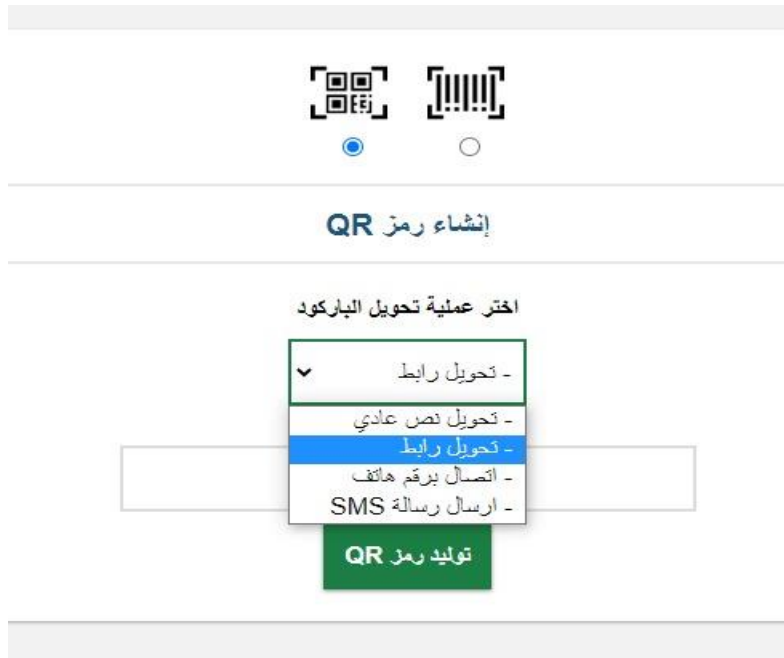 إنشاء رمز QR
اختر عملية تحويل الباركود
- تحويل رابط
- تحويل نص عادي
- تحويل رابط
- اتصال برقم هاتف
- ارسال رسالة SMS
توليد رمز QR